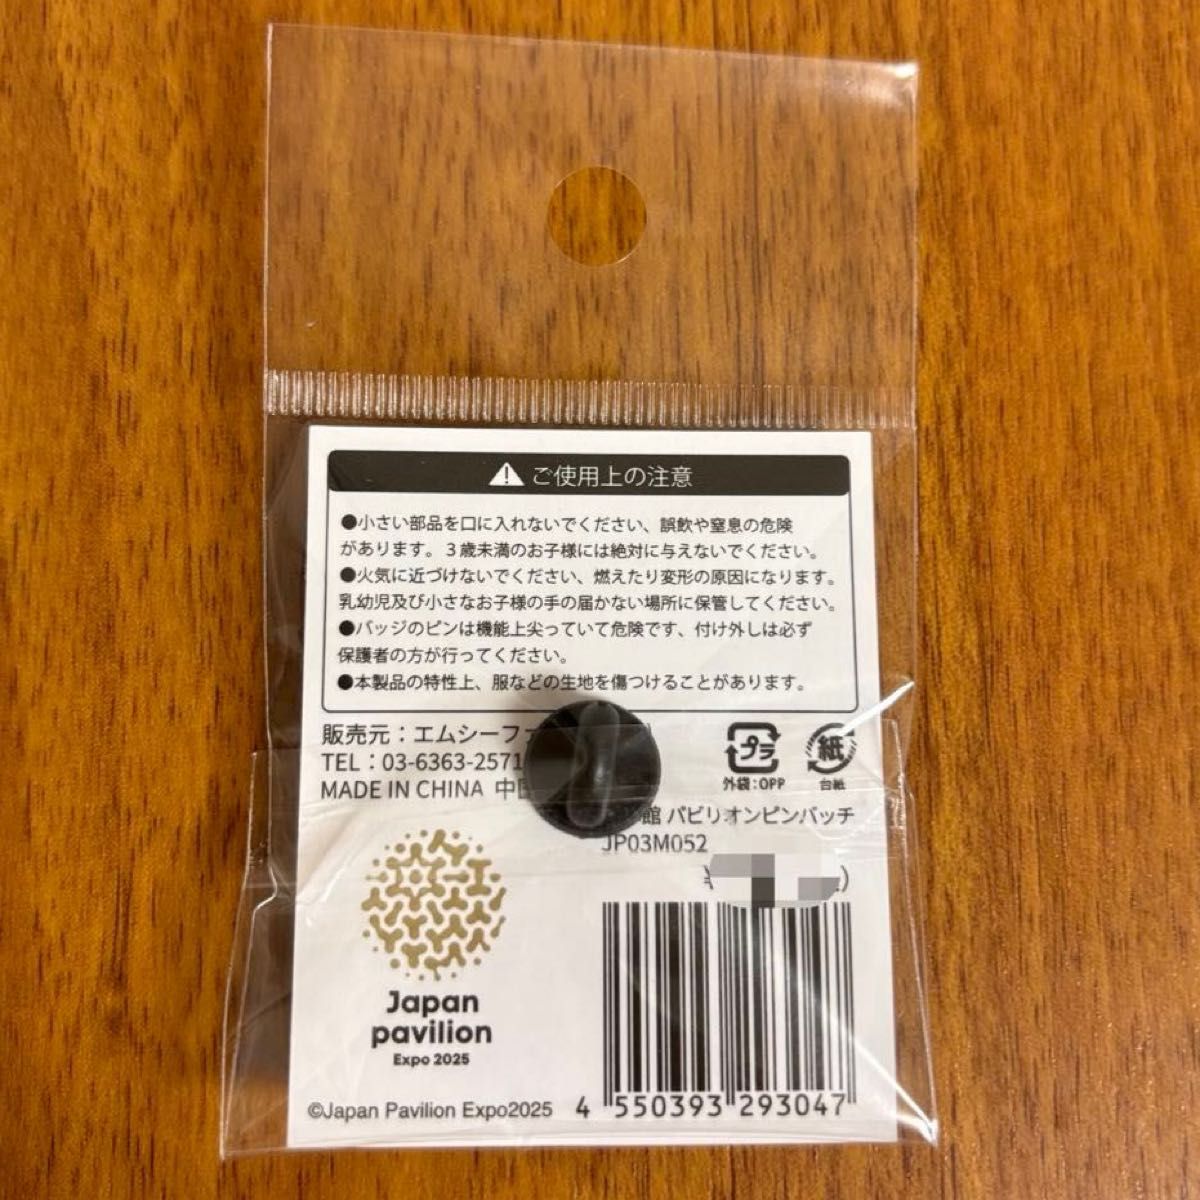 ご使用上の注意
●小さい部品を口に入れないでください、誤飲や窒息の危険
があります。３歳未満のお子様には絶対に与えないでください。
●火気に近づけないでください、燃えたり変形の原因になります。
乳幼児及び小さなお子様の手の届かない場所に保管してください。
●バッジのピンは機能上尖っていて危険です、付け外しは必ず
保護者の方が行ってください。
●本製品の特性上、服などの生地を傷つけることがあります。
販売元：エムシーファ
TEL：03-6363-2571
MADE IN CHINA 中国
プラ
外袋：OPP
紙
台紙
館 パビリオンピンバッチ
JP03M052
Japan
pavilion
Expo 2025
©Japan Pavilion Expo2025
4 550393 293047